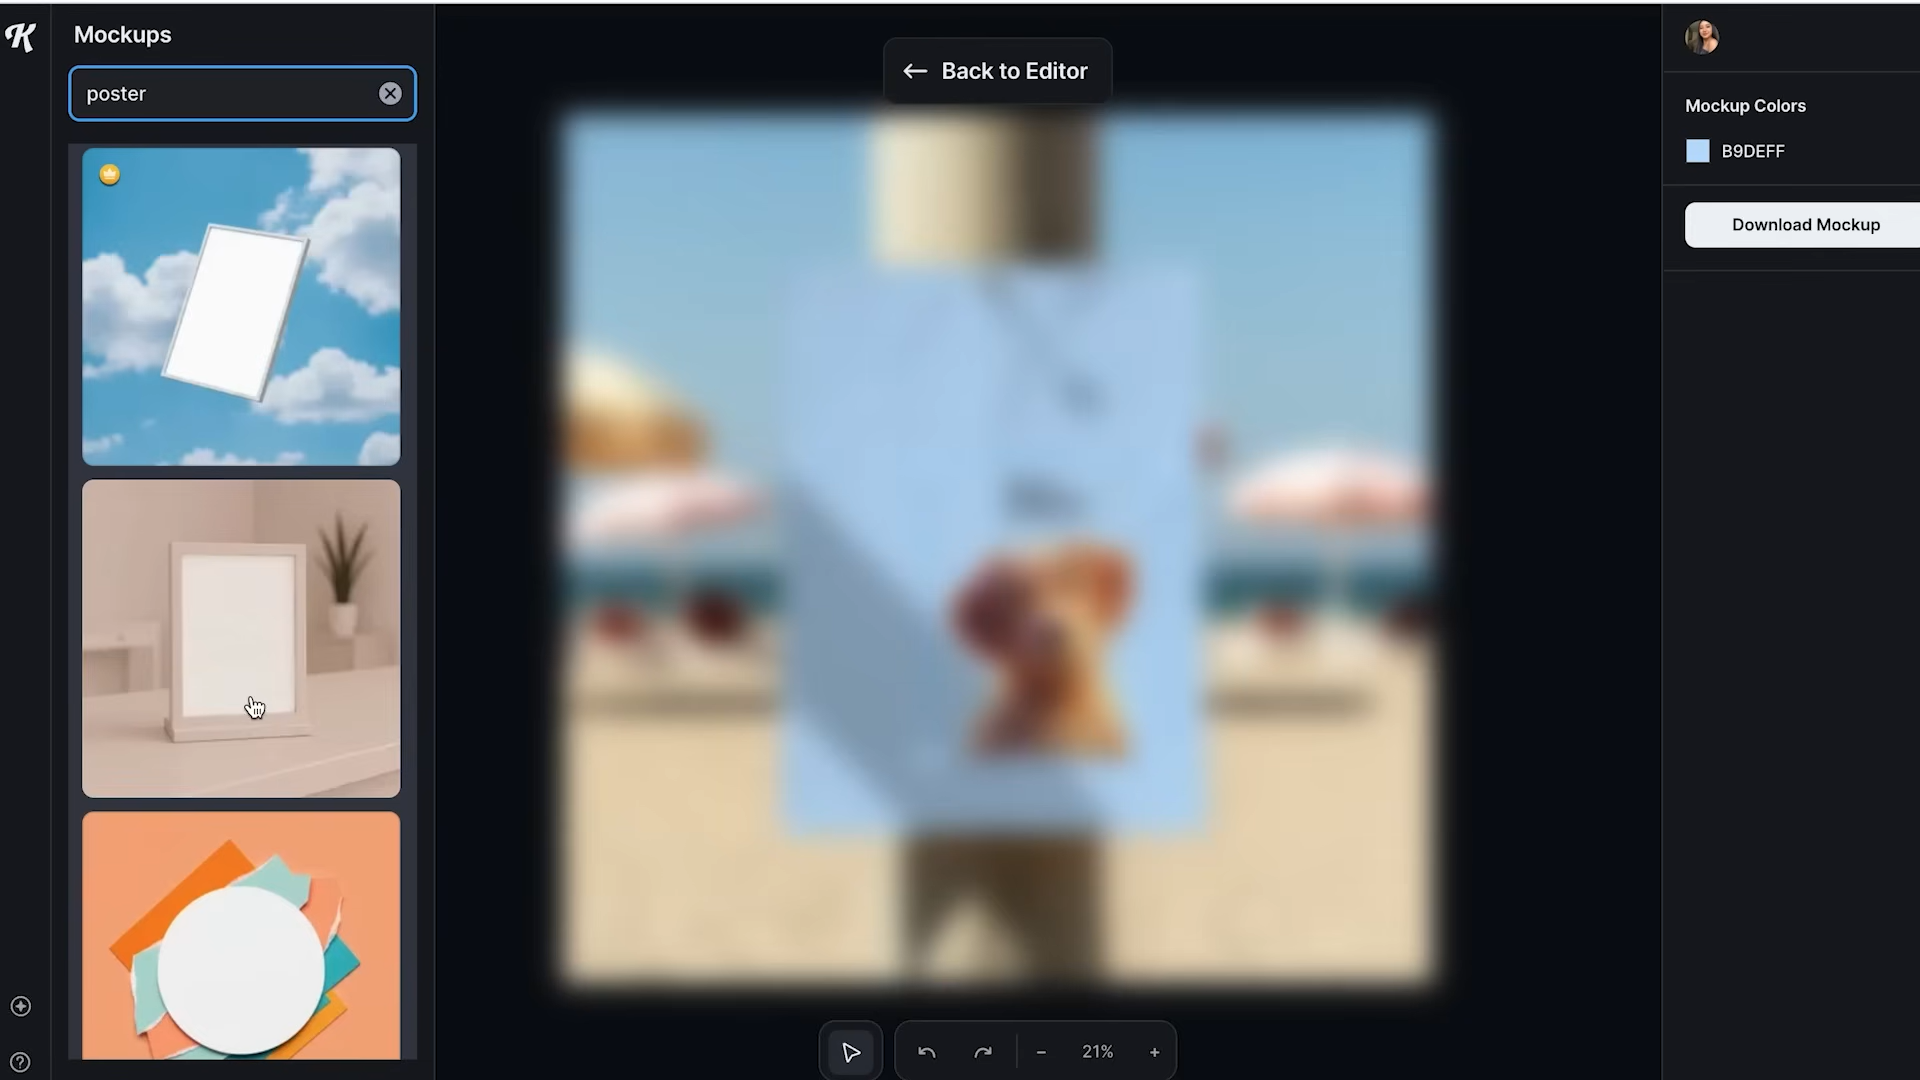 K
Mockups
poster
Back to Editor
Mockup Colors
B9DEFF
Download Mockup
21%